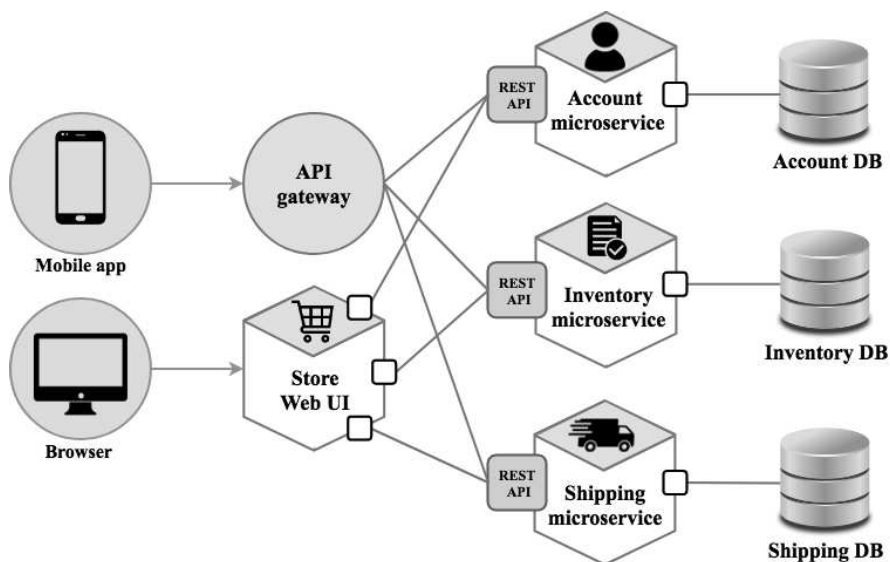 Mobile app
Browser
API
gateway
Store
Web UI
REST
API
Account
microservice
Account DB
REST
API
Inventory
microservice
Inventory DB
REST
API
Shipping
microservice
Shipping DB